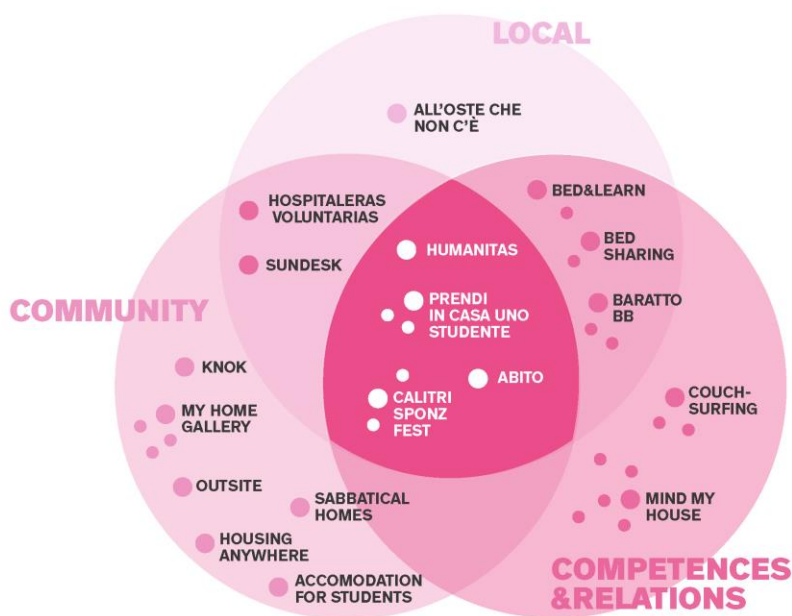 LOCAL
ALL'OSTE CHE
NON C'È
HOSPITALERAS
VOLUNTARIAS
SUNDESK
BED&LEARN
BED
SHARING
BARATTO
BB
HUMANITAS
PRENDI
IN CASA UNO
STUDENTE
ABITO
CALITRI
SPONZ
FEST
COMMUNITY
KNOK
MY HOME
GALLERY
OUTSITE
SABBATICAL
HOMES
HOUSING
ANYWHERE
ACCOMODATION
FOR STUDENTS
COUCH-
SURFING
MIND MY
HOUSE
COMPETENCES
&RELATIONS